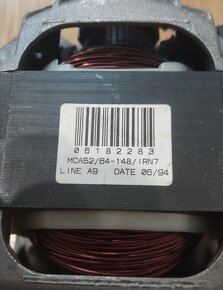 06182283
MCA52/64-148/IRN7
LINE A9 DATE 06/94